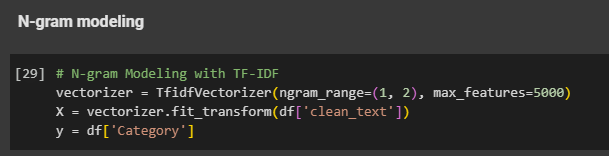 N-gram modeling
[29] # N-gram Modeling with TF-IDF
vectorizer = TfidfVectorizer(ngram_range=(1, 2), max_features=5000)
X = vectorizer.fit_transform(df['clean_text'])
y = df['Category']